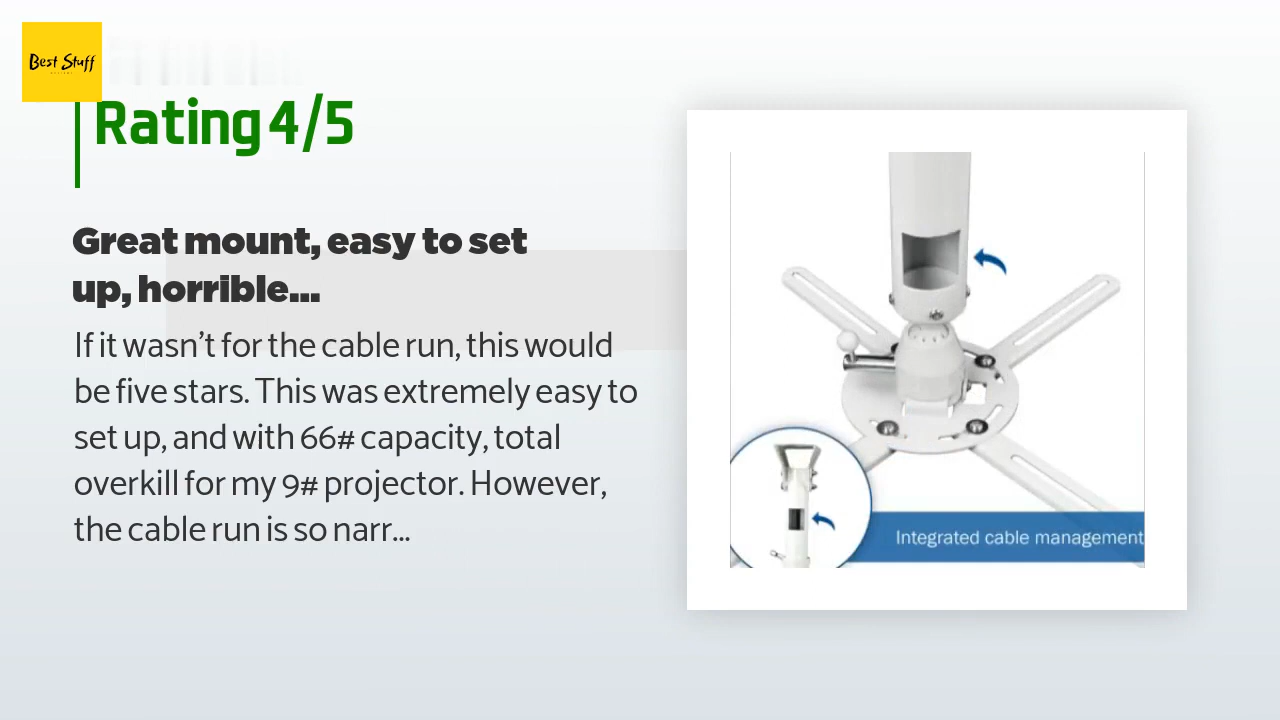 Best Stuff
Rating 4/5
Great mount, easy to set
up, horrible...
If it wasn't for the cable run, this would
be five stars. This was extremely easy to
set up, and with 66# capacity, total
overkill for my 9# projector. However,
the cable run is so narr...
Integrated cable management